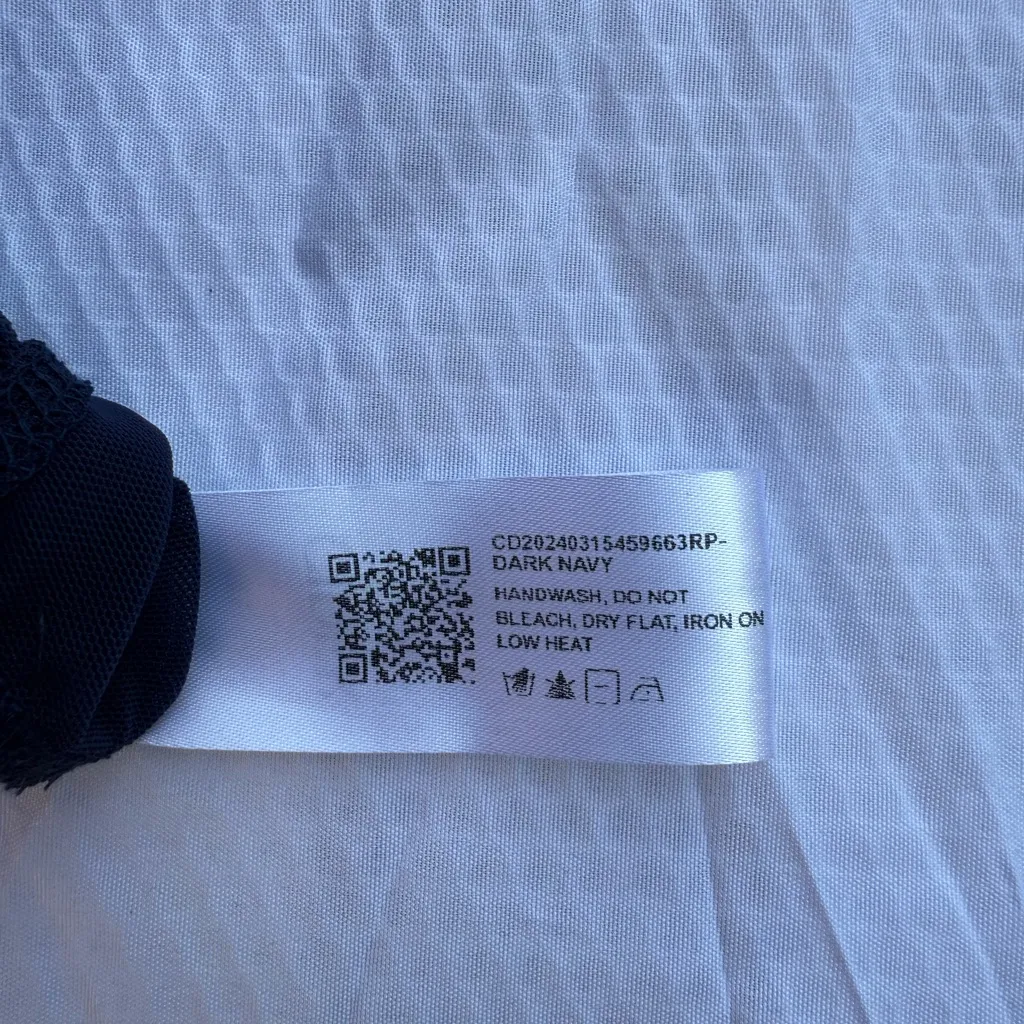 CD20240315459663RP-
DARK NAVY
HANDWASH, DO NOT
BLEACH, DRY FLAT, IRON ON
LOW HEAT